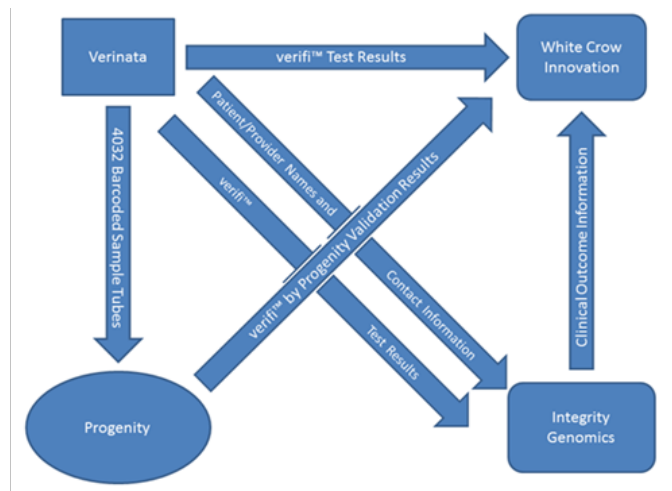 Verinata
verifi™ Test Results
White Crow
Innovation
4032 Barcoded Sample Tubes
Patient/Provider Names and
Contact Information
verifi™
Test Results
verifi™ by Progenity Validation Results
Clinical Outcome Information
Progenity
Integrity
Genomics